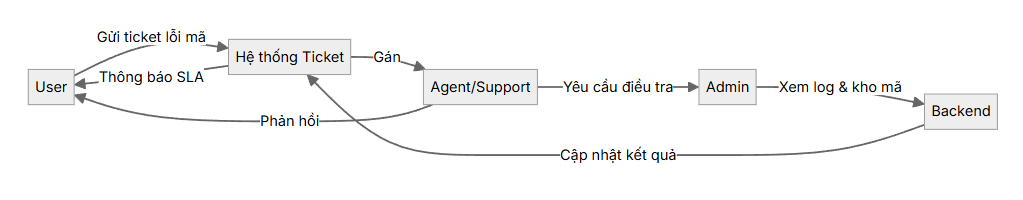 Gửi ticket lỗi mã
Hệ thống Ticket
Gán
Thông báo SLA
User
Agent/Support
Yêu cầu điều tra
Admin
Xem log & kho mã
Backend
Phản hồi
Cập nhật kết quả